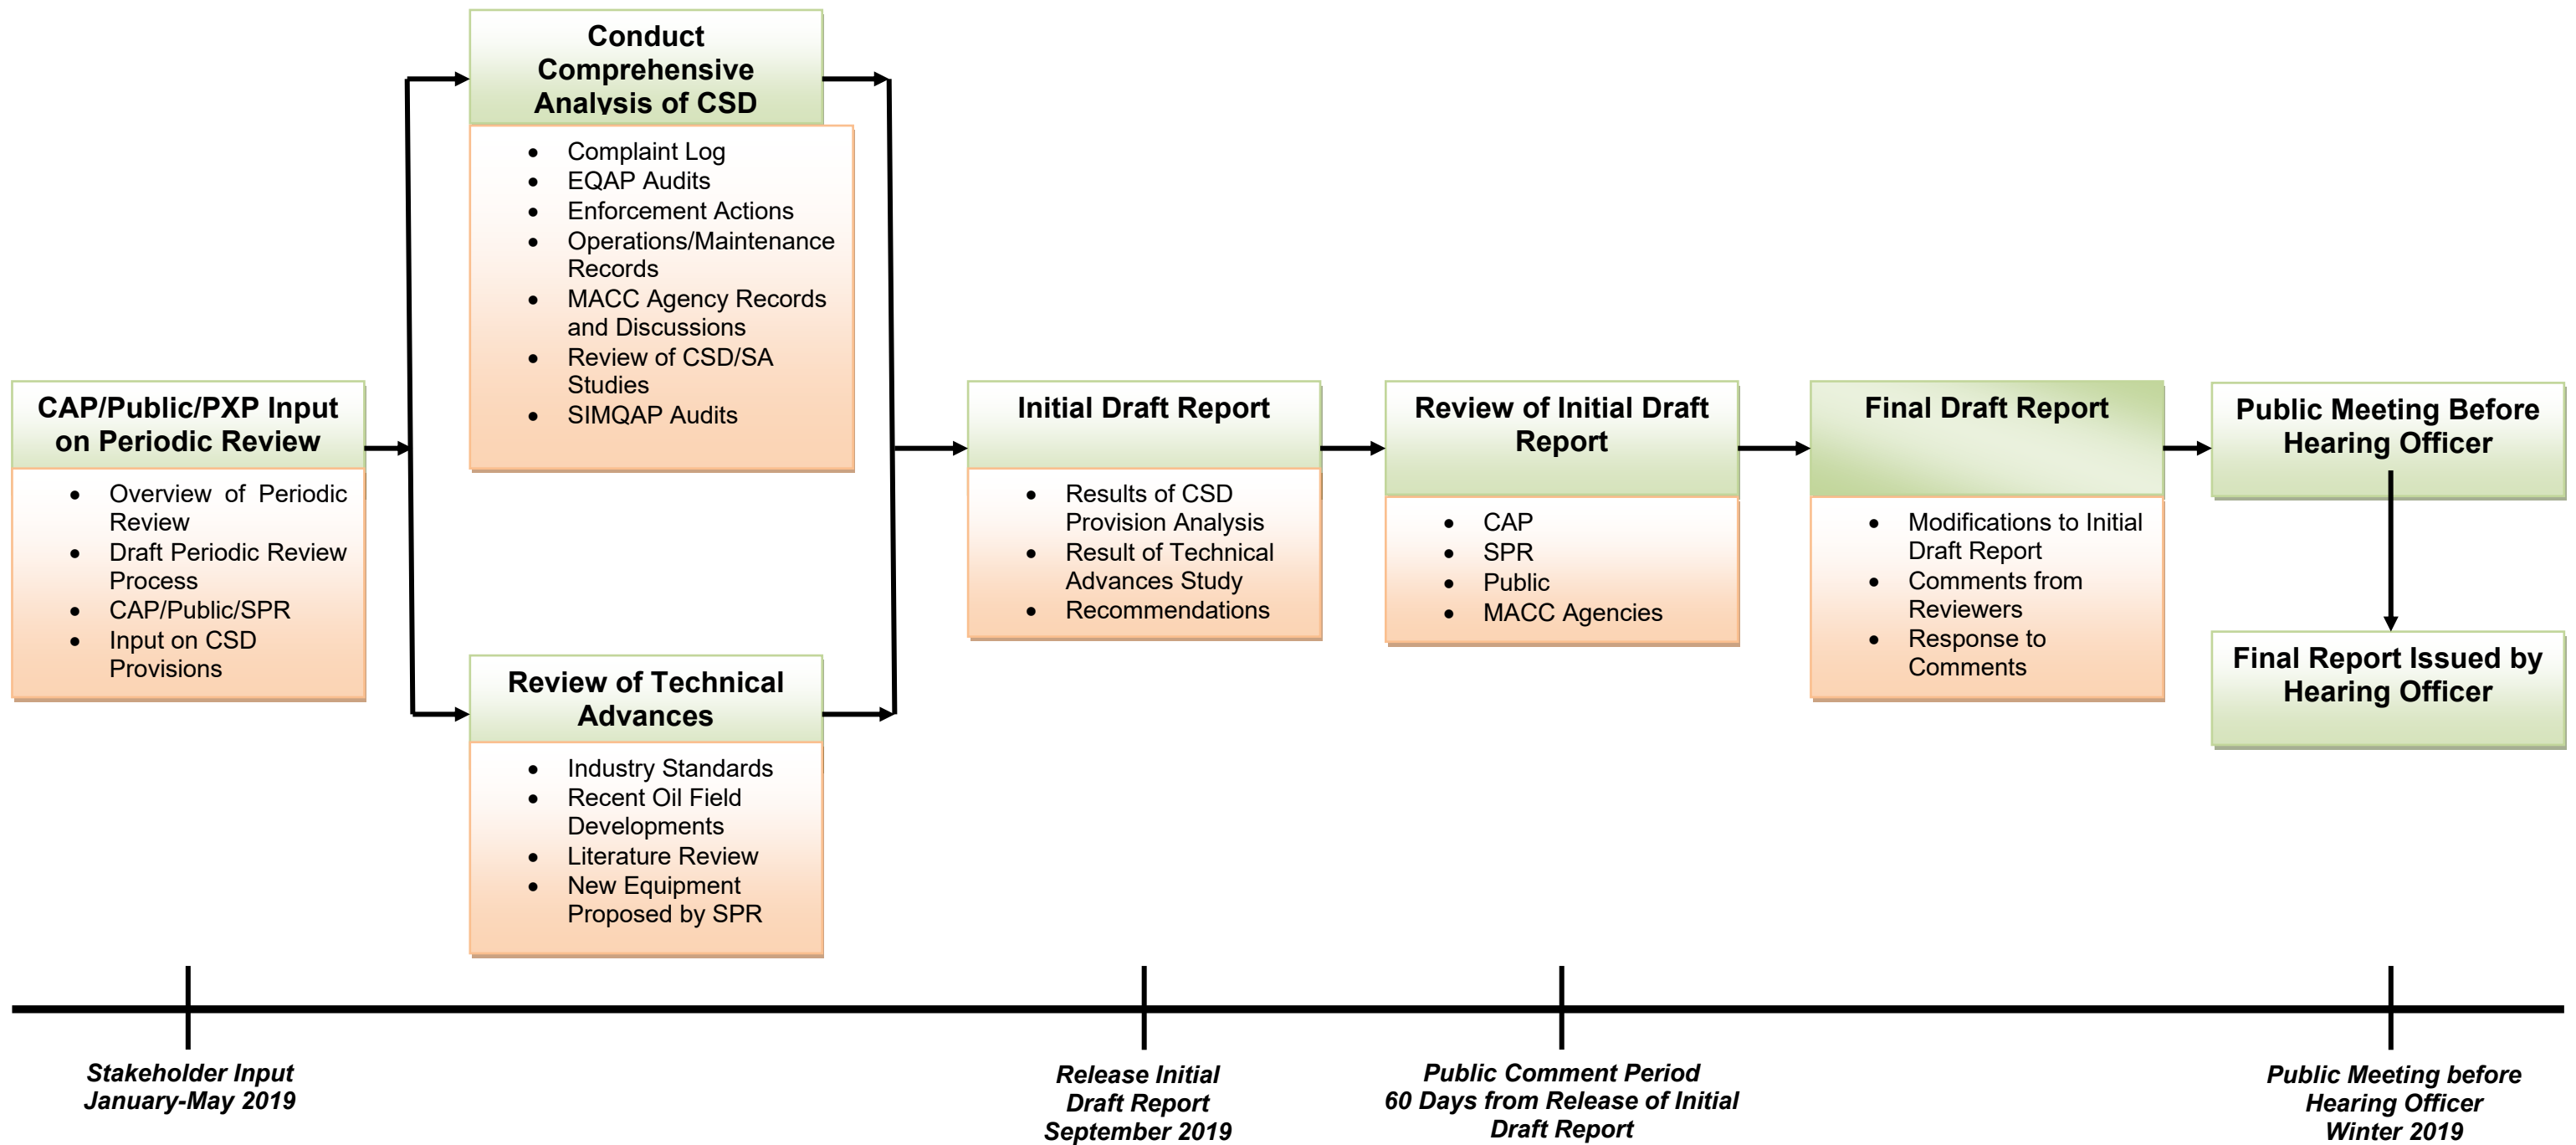 Conduct
Comprehensive
Analysis of CSD
• Complaint Log
• EQAP Audits
• Enforcement Actions
• Operations/Maintenance
Records
• MACC Agency Records
and Discussions
• Review of CSD/SA
Studies
• SIMQAP Audits
CAP/Public/PXP Input
on Periodic Review
• Overview of Periodic
Review
• Draft Periodic Review
Process
• CAP/Public/SPR
• Input on CSD
Provisions
Review of Technical
Advances
• Industry Standards
• Recent Oil Field
Developments
• Literature Review
• New Equipment
Proposed by SPR
Initial Draft Report
• Results of CSD
Provision Analysis
• Result of Technical
Advances Study
• Recommendations
Review of Initial Draft
Report
• CAP
• SPR
• Public
• MACC Agencies
Final Draft Report
• Modifications to Initial
Draft Report
• Comments from
Reviewers
• Response to
Comments
Public Meeting Before
Hearing Officer
Final Report Issued by
Hearing Officer
Stakeholder Input
January-May 2019
Release Initial
Draft Report
September 2019
Public Comment Period
60 Days from Release of Initial
Draft Report
Public Meeting before
Hearing Officer
Winter 2019